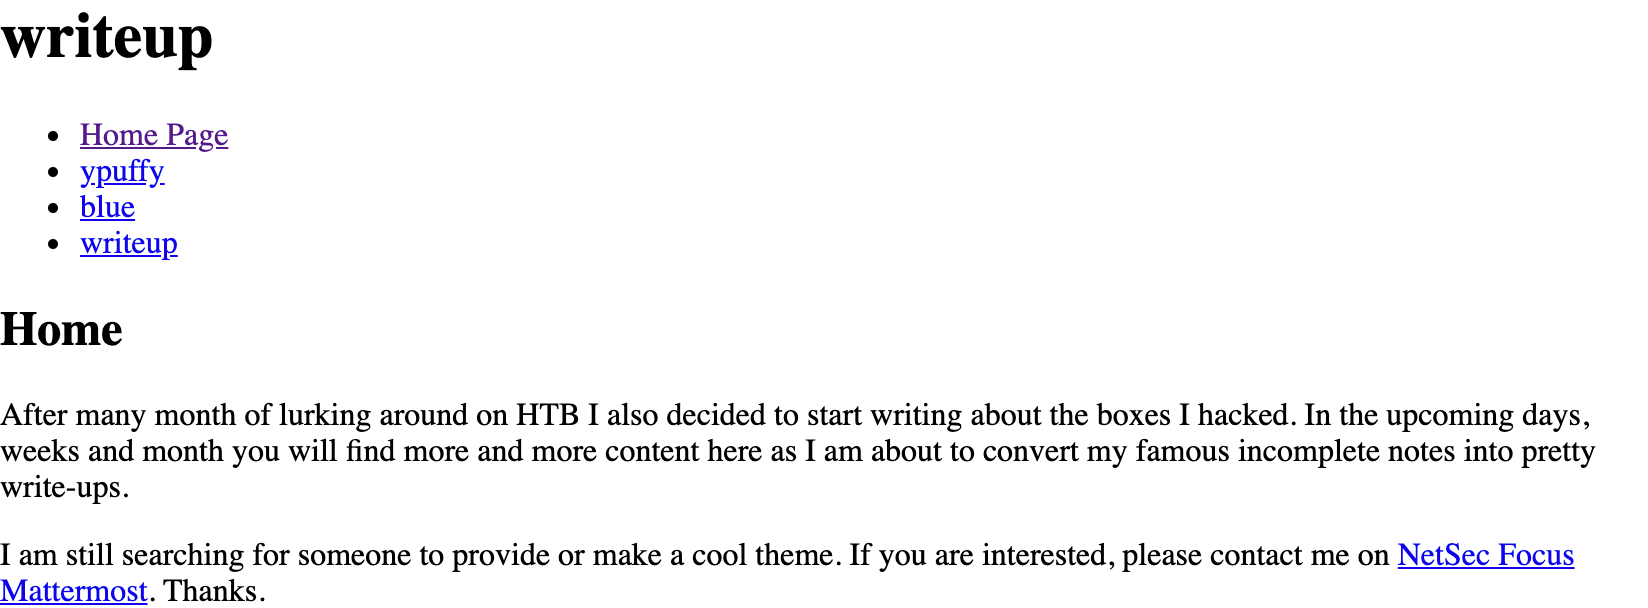 writeup
Home Page
ypuffy
blue
writeup
Home
After many month of lurking around on HTB I also decided to start writing about the boxes I hacked. In the upcoming days,
weeks and month you will find more and more content here as I am about to convert my famous incomplete notes into pretty
write-ups.
I am still searching for someone to provide or make a cool theme. If you are interested, please contact me on NetSec Focus
Mattermost. Thanks.